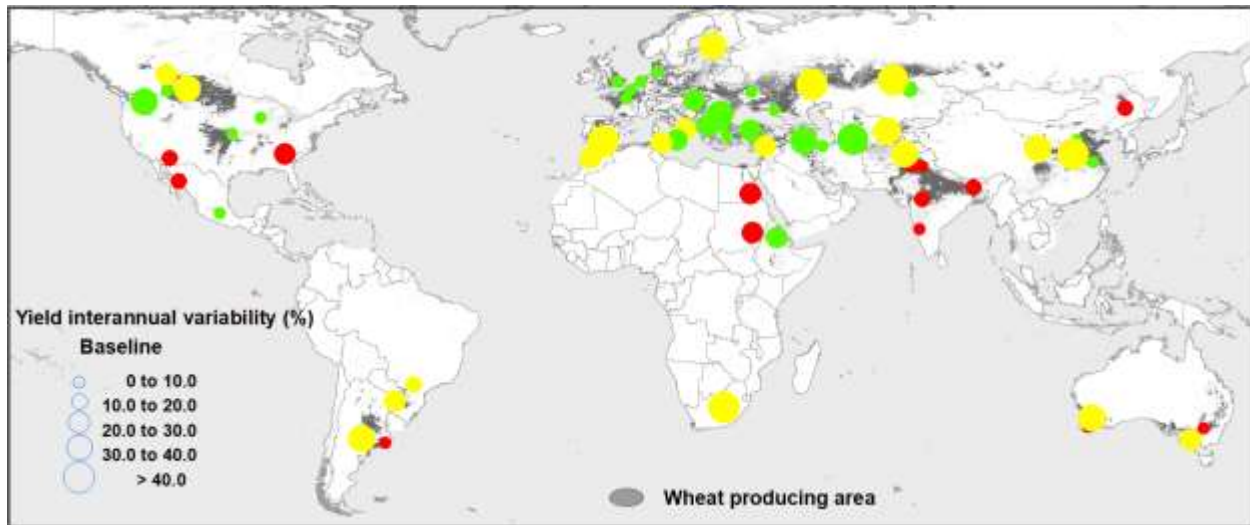 Yield interannual variability (%)
Baseline
0 to 10.0
10.0 to 20.0
20.0 to 30.0
30.0 to 40.0
> 40.0
Wheat producing area